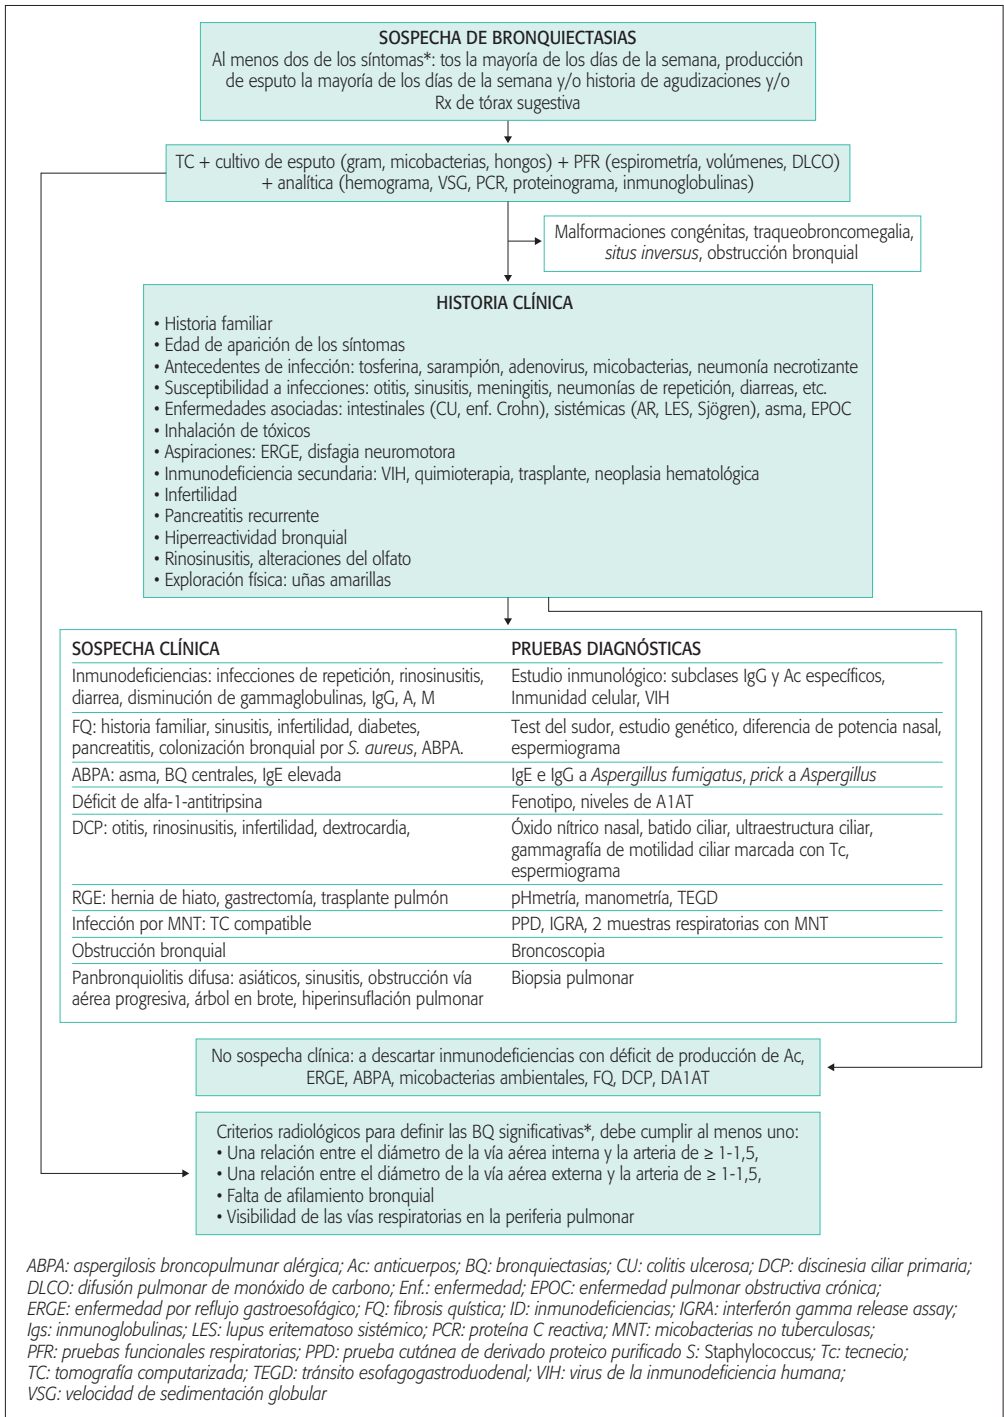 SOSPECHA DE BRONQUIECTASIAS
Al menos dos de los síntomas*: tos la mayoría de los días de la semana, producción
de esputo la mayoría de los días de la semana y/o historia de agudizaciones y/o
Rx de tórax sugestiva
TC + cultivo de esputo (gram, micobacterias, hongos) + PFR (espirometría, volúmenes, DLCO)
+ analítica (hemograma, VSG, PCR, proteinograma, inmunoglobulinas)
Malformaciones congénitas, traqueobroncomegalia,
situs inversus, obstrucción bronquial
HISTORIA CLÍNICA
• Historia familiar
• Edad de aparición de los síntomas
• Antecedentes de infección: tosferina, sarampión, adenovirus, micobacterias, neumonía necrotizante
• Susceptibilidad a infecciones: otitis, sinusitis, meningitis, neumonías de repetición, diarreas, etc.
• Enfermedades asociadas: intestinales (CU, enf. Crohn), sistémicas (AR, LES, Sjögren), asma, EPOC
• Inhalación de tóxicos
• Aspiraciones: ERGE, disfagia neuromotora
• Inmunodeficiencia secundaria: VIH, quimioterapia, trasplante, neoplasia hematológica
• Infertilidad
• Pancreatitis recurrente
• Hiperreactividad bronquial
• Rinosinusitis, alteraciones del olfato
• Exploración física: uñas amarillas
SOSPECHA CLÍNICA PRUEBAS DIAGNÓSTICAS
Inmunodeficiencias: infecciones de repetición, rinosinusitis, Estudio inmunológico: subclases IgG y Ac específicos,
diarrea, disminución de gammaglobulinas, IgG, A, M Inmunidad celular, VIH
FQ: historia familiar, sinusitis, infertilidad, diabetes, Test del sudor, estudio genético, diferencia de potencia nasal,
pancreatitis, colonización bronquial por S. aureus, ABPA. espermiograma
ABPA: asma, BQ centrales, IgE elevada IgE e IgG a Aspergillus fumigatus, prick a Aspergillus
Déficit de alfa-1-antitripsina Fenotipo, niveles de A1AT
DCP: otitis, rinosinusitis, infertilidad, dextrocardia, Óxido nítrico nasal, batido ciliar, ultraestructura ciliar,
gammagrafía de motilidad ciliar marcada con Tc,
espermiograma
RGE: hernia de hiato, gastrectomía, trasplante pulmón pHmetría, manometría, TEGD
Infección por MNT: TC compatible PPD, IGRA, 2 muestras respiratorias con MNT
Obstrucción bronquial Broncoscopia
Panbronquiolitis difusa: asiáticos, sinusitis, obstrucción vía Biopsia pulmonar
aérea progresiva, árbol en brote, hiperinsuflación pulmonar
No sospecha clínica: a descartar inmunodeficiencias con déficit de producción de Ac,
ERGE, ABPA, micobacterias ambientales, FQ, DCP, DA1AT
Criterios radiológicos para definir las BQ significativas*, debe cumplir al menos uno:
• Una relación entre el diámetro de la vía aérea interna y la arteria de ≥ 1-1,5,
• Una relación entre el diámetro de la vía aérea externa y la arteria de ≥ 1-1,5,
• Falta de afilamiento bronquial
• Visibilidad de las vías respiratorias en la periferia pulmonar
ABPA: aspergilosis broncopulmunar alérgica; Ac: anticuerpos; BQ: bronquiectasias; CU: colitis ulcerosa; DCP: discinesia ciliar primaria;
DLCO: difusión pulmonar de monóxido de carbono; Enf.: enfermedad; EPOC: enfermedad pulmonar obstructiva crónica;
ERGE: enfermedad por reflujo gastroesofágico; FQ: fibrosis quística; ID: inmunodeficiencias; IGRA: interferón gamma release assay;
Igs: inmunoglobulinas; LES: lupus eritematoso sistémico; PCR: proteína C reactiva; MNT: micobacterias no tuberculosas;
PFR: pruebas funcionales respiratorias; PPD: prueba cutánea de derivado proteico purificado S: Staphylococcus; Tc: tecnecio;
TC: tomografía computarizada; TEGD: tránsito esofagogastroduodenal; VIH: virus de la inmunodeficiencia humana;
VSG: velocidad de sedimentación globular